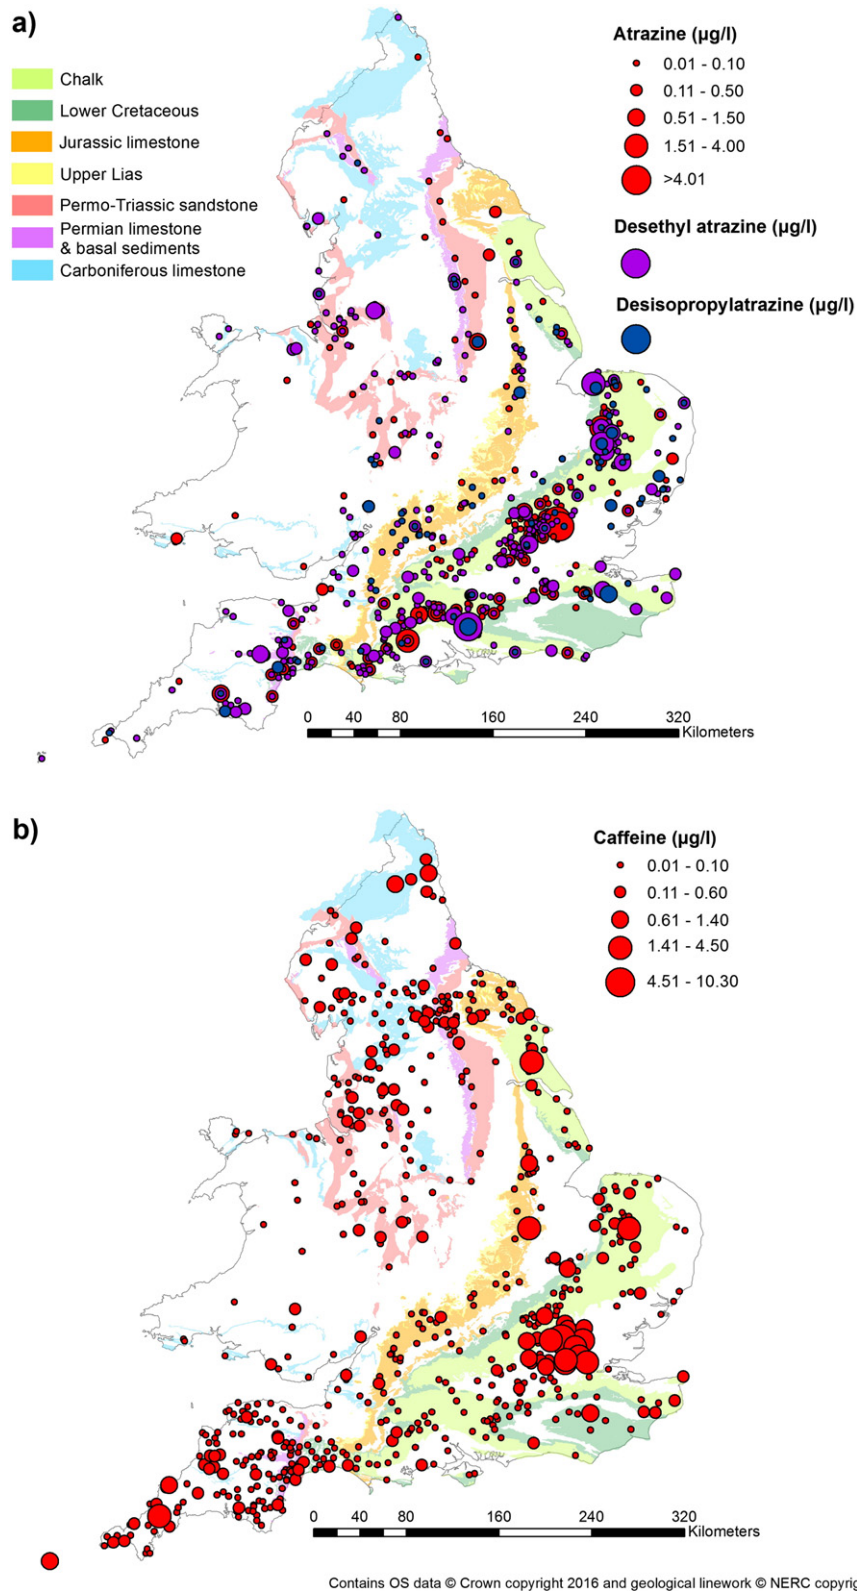 a)
Chalk
Lower Cretaceous
Jurassic limestone
Upper Lias
Permo-Triassic sandstone
Permian limestone
& basal sediments
Carboniferous limestone
Atrazine (µg/l)
0.01 - 0.10
0.11 - 0.50
0.51 - 1.50
1.51 - 4.00
>4.01
Desethyl atrazine (µg/l)
Desisopropylatrazine (µg/l)
0 40 80 160 240 320
Kilometers
b)
Caffeine (µg/l)
0.01 - 0.10
0.11 - 0.60
0.61 - 1.40
1.41 - 4.50
4.51 - 10.30
0 40 80 160 240 320
Kilometers
Contains OS data © Crown copyright 2016 and geological linework © NERC copyrig